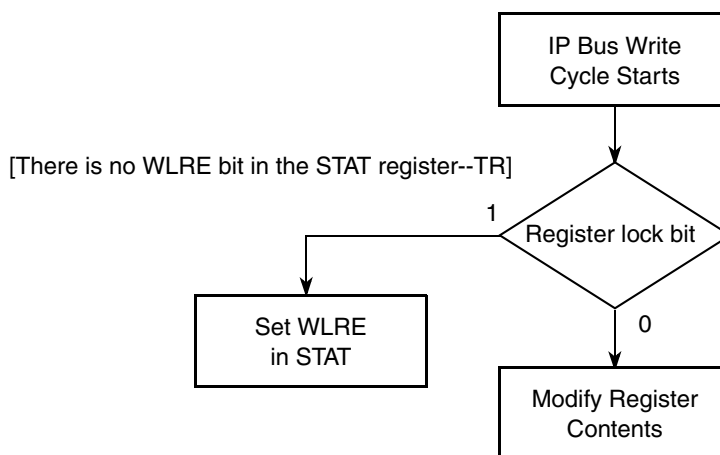 IP Bus Write
Cycle Starts
[There is no WLRE bit in the STAT register--TR]
1
Register lock bit
Set WLRE
in STAT
0
Modify Register
Contents